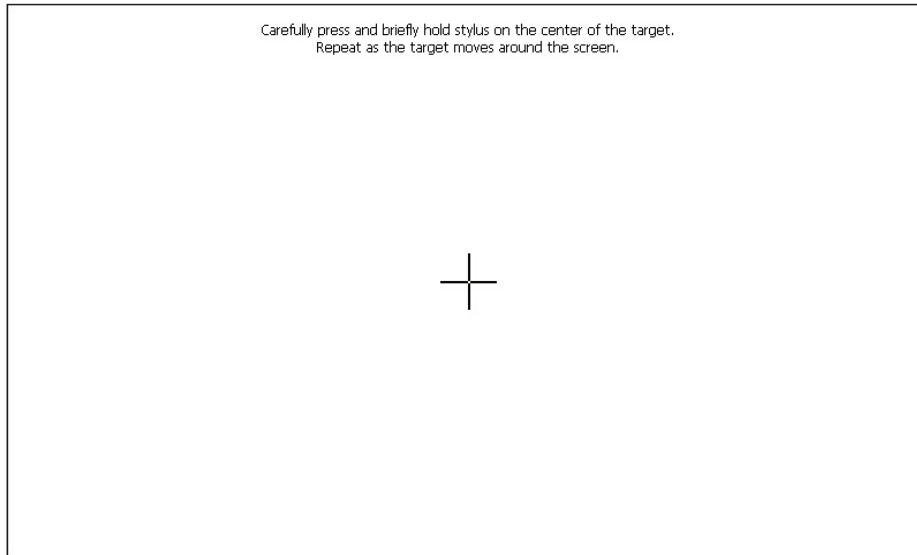 Carefully press and briefly hold stylus on the center of the target.
Repeat as the target moves around the screen.